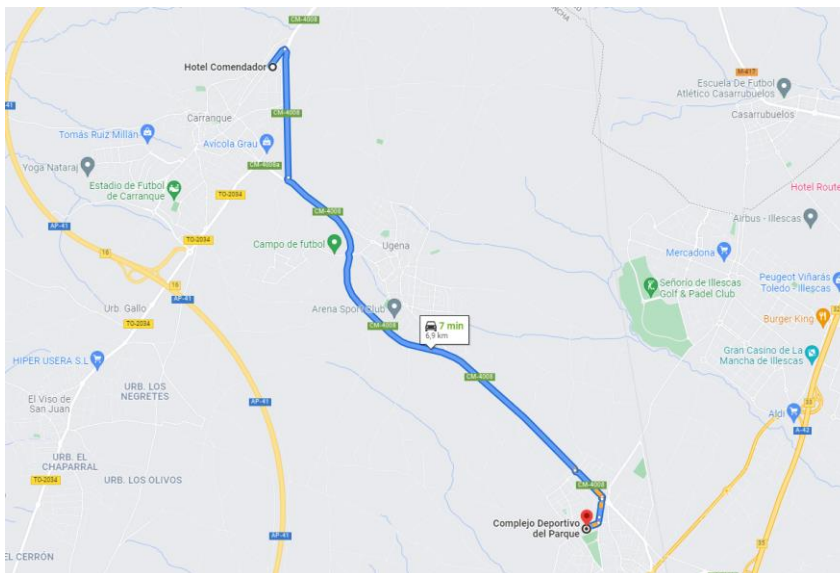 CM-4008
AP-41
Hotel Comendador
M-417
Escuela De Futbol
Atlético Casarrubuelos
Casarrubuelos
CM-4008
Carranque
Tomás Ruiz Millán
Avícola Grau
Yoga Nataraj
CM-4008a
Estadio de Futbol
de Carranque
TO-2034
Hotel Route
CM-4008
AP-41
TO-2034
Campo de futbol
Ugena
Airbus - Illescas
Mercadona
Señorío de Illescas
Golf & Padel Club
Peugeot Viñarás
Toledo - Illescas
AP-41
Urb. Gallo
Arena Sport Club
TO-2034
CM-4008
7 min
6,9 km
Burger King
HIPER USERA S.L
Gran Casino de La
Mancha de Illescas
URB. LOS
NEGRETES
CM-4008
El Viso de
San Juan
AP-41
Aldi
A-42
URB. EL
CHAPARRAL
URB. LOS OLIVOS
TO-2034
CM-4008
Complejo Deportivo
del Parque
AP-41
EL CERRÓN